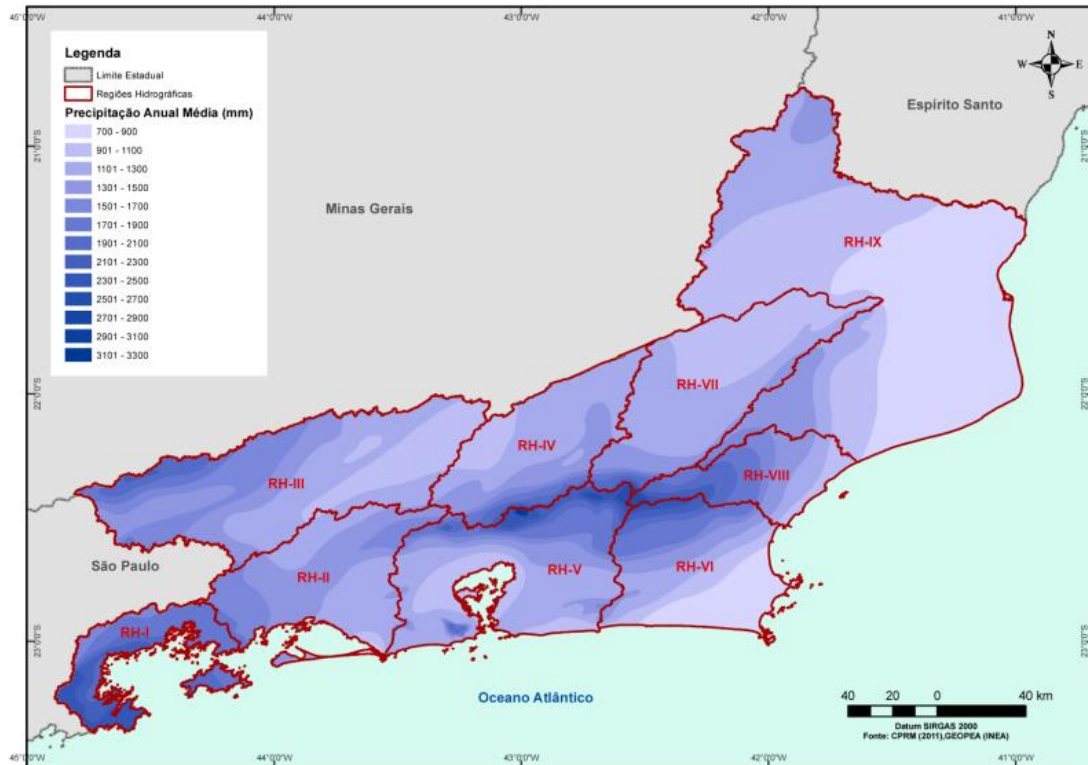 45°0'0"W
44°0'0"W
43°0'0"W
42°0'0"W
41°0'0"W
Legenda
Limite Estadual
Regiões Hidrográficas
Precipitação Anual Média (mm)
700 - 900
901 - 1100
1101 - 1300
1301 - 1500
1501 - 1700
1701 - 1900
1901 - 2100
2101 - 2300
2301 - 2500
2501 - 2700
2701 - 2900
2901 - 3100
3101 - 3300
N
W E
S
Espírito Santo
21°0'0"S
21°0'0"S
Minas Gerais
RH-IX
RH-VII
22°0'0"S
22°0'0"S
RH-IV
RH-III
RH-VIII
São Paulo
RH-II
RH-V
RH-VI
RH-I
23°0'0"S
23°0'0"S
Oceano Atlântico
40 20 0 40 km
Datum SIRGAS 2000
Fonte: CPRM (2011),GEOPEA (INEA)
45°0'0"W
44°0'0"W
43°0'0"W
42°0'0"W
41°0'0"W